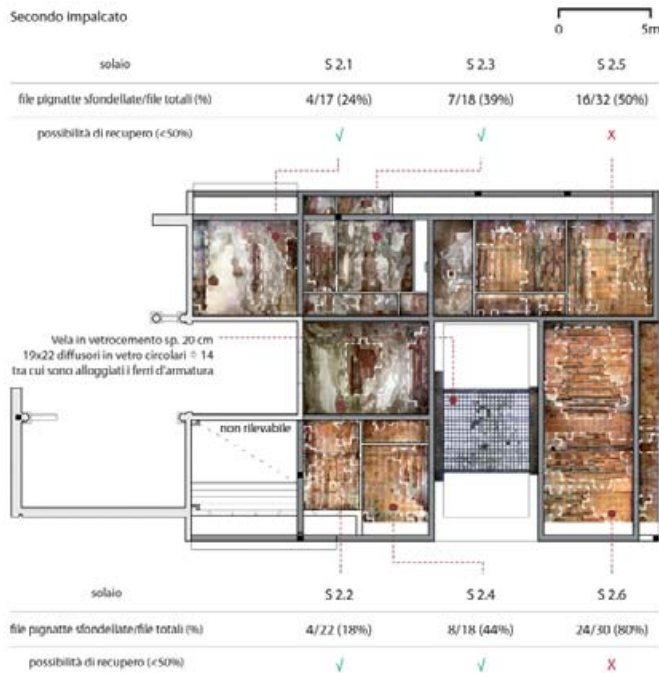 Secondo impalcato
0 5m
solaio S 2.1 S 2.3 S 2.5
file pignatte sfondellate/file totali (%) 4/17 (24%) 7/18 (39%) 16/32 (50%)
possibilità di recupero (<50%) √ √ X
Vela in vetrocemento sp. 20 cm
19x22 diffusori in vetro circolari ÷ 14
tra cui sono alloggiati i ferri d'armatura
non rilevabile
solaio S 2.2 S 2.4 S 2.6
file pignatte sfondellate/file totali (%) 4/22 (18%) 8/18 (44%) 24/30 (80%)
possibilità di recupero (<50%) √ √ X